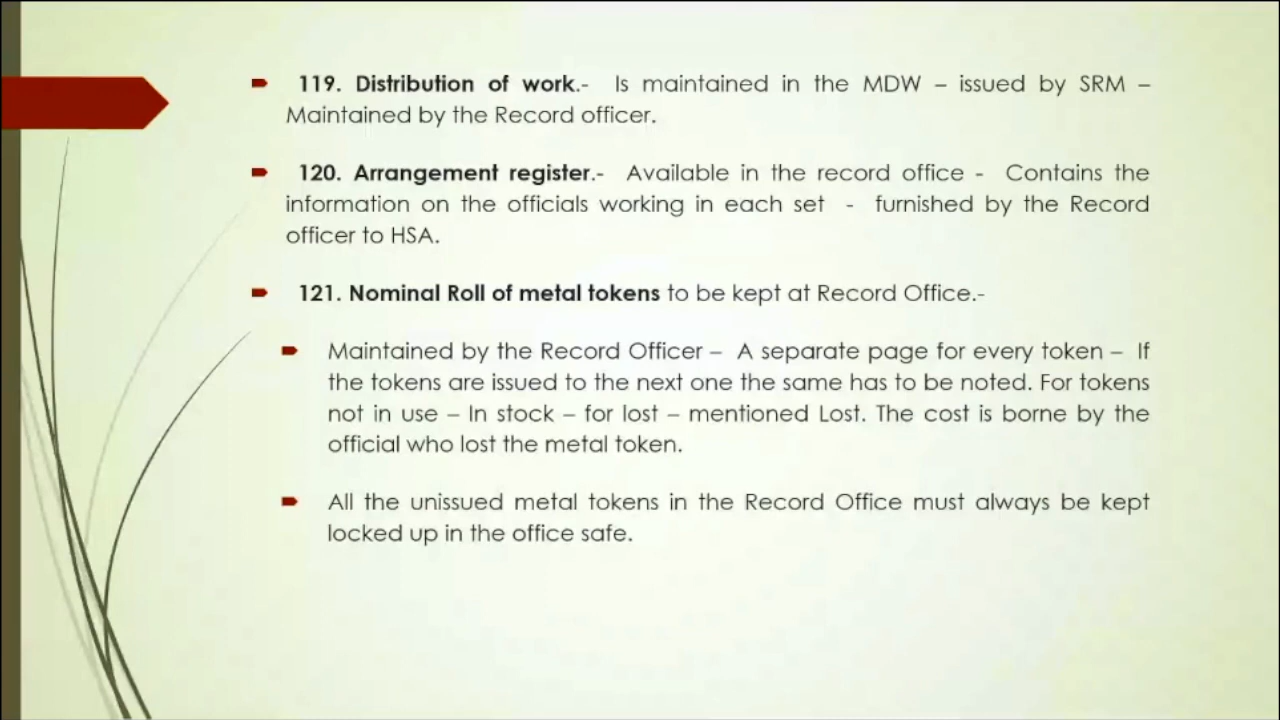 119. Distribution of work.- Is maintained in the MDW – issued by SRM –
Maintained by the Record officer.
120. Arrangement register.- Available in the record office - Contains the
information on the officials working in each set - furnished by the Record
officer to HSA.
121. Nominal Roll of metal tokens to be kept at Record Office.-
Maintained by the Record Officer – A separate page for every token – If
the tokens are issued to the next one the same has to be noted. For tokens
not in use – In stock – for lost – mentioned Lost. The cost is borne by the
official who lost the metal token.
All the unissued metal tokens in the Record Office must always be kept
locked up in the office safe.